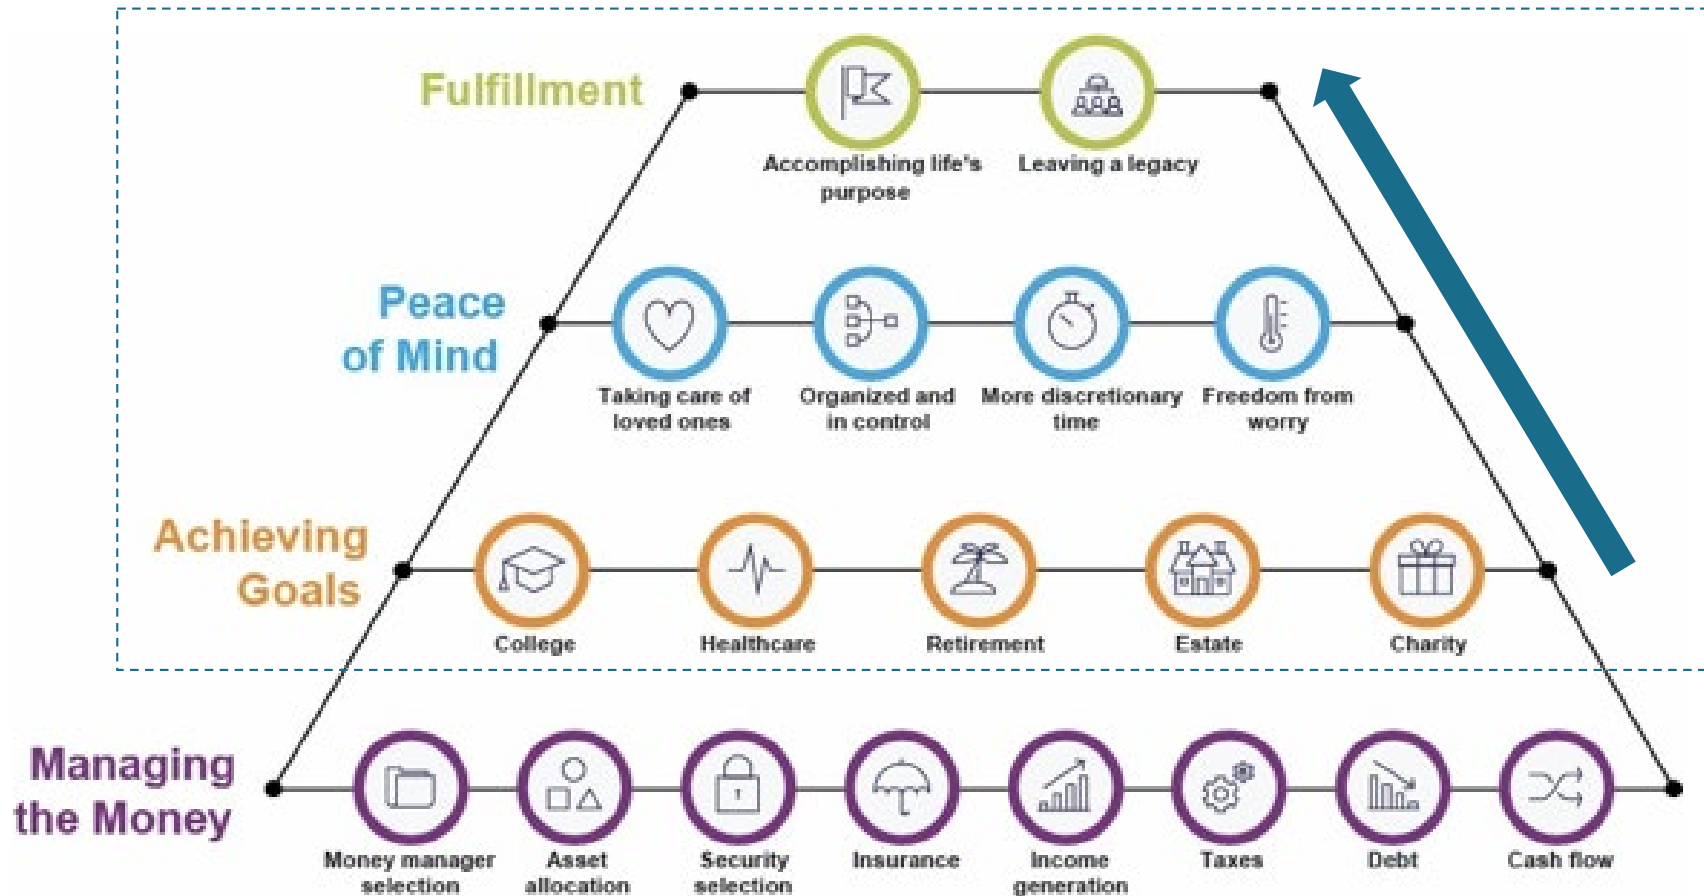 Fulfillment
Accomplishing life's
purpose
Leaving a legacy
Peace
of Mind
Taking care of
loved ones
Organized and
in control
More discretionary
time
Freedom from
worry
Achieving
Goals
College
Healthcare
Retirement
Estate
Charity
Managing
the Money
Money manager
selection
Asset
allocation
Security
selection
Insurance
Income
generation
Taxes
Debt
Cash flow